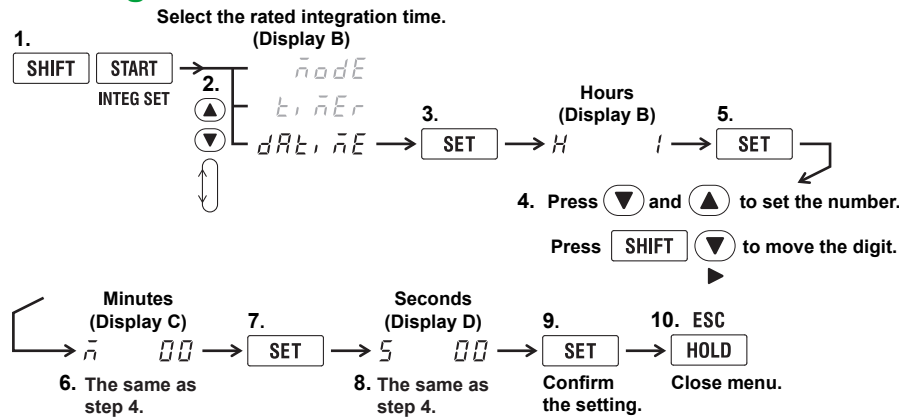 Select the rated integration time.
(Display B)
1.
SHIFT START
INTEG SET
2.
modE
timEr
dAtimE
3.
SET
Hours
(Display B)
H 1
5.
SET
4. Press ▼ and ▲ to set the number.
Press SHIFT ▼ to move the digit.
▶
Minutes
(Display C)
m 00
6. The same as
step 4.
7.
SET
Seconds
(Display D)
S 00
8. The same as
step 4.
9.
SET
Confirm
the setting.
10. ESC
HOLD
Close menu.